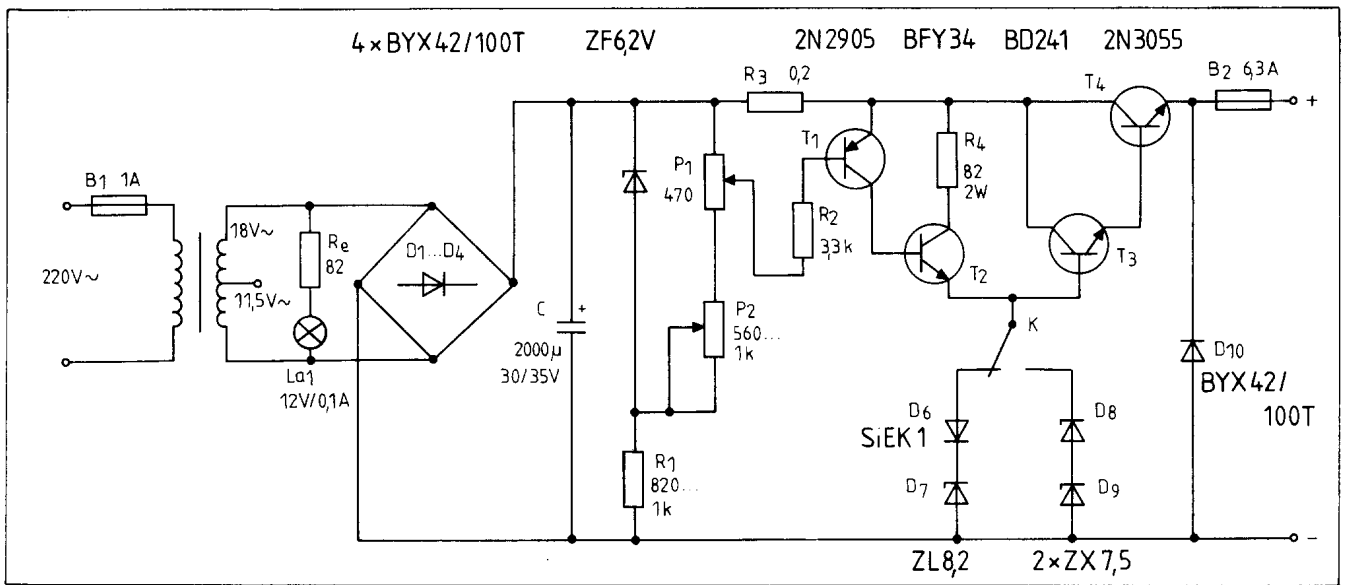 4 x BYX42/100T ZF6,2V 2N2905 BFY34 BD241 2N3055
R3 0,2
B2 6,3A
T4
+
T1
R4
82
2W
P1
470
B1 1A
R2
3,3k
18V~
Re
82
D1...D4
T2
T3
220V~
11,5V~
C
+
2000µ
30/35V
P2
560...
1k
K
La1
12V/0,1A
D10
BYX42/
100T
D6
SiEK1
D8
R1
820...
1k
D7
D9
-
ZL8,2 2xZX7,5